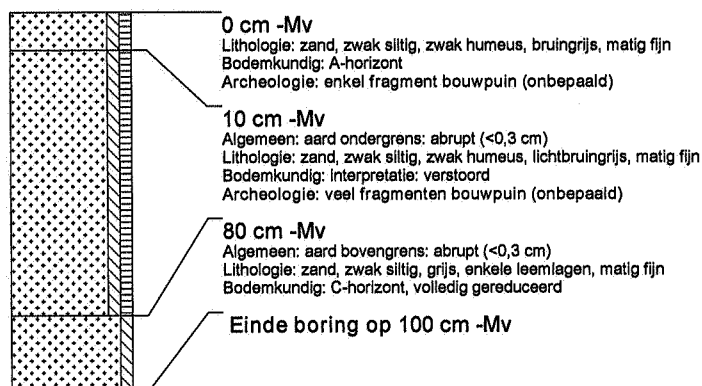 0 cm -Mv
Lithologie: zand, zwak siltig, zwak humeus, bruingrijs, matig fijn
Bodemkundig: A-horizont
Archeologie: enkel fragment bouwpuin (onbepaald)
10 cm -Mv
Algemeen: aard ondergrens: abrupt (<0,3 cm)
Lithologie: zand, zwak siltig, zwak humeus, lichtbruingrijs, matig fijn
Bodemkundig: interpretatie: verstoord
Archeologie: veel fragmenten bouwpuin (onbepaald)
80 cm -Mv
Algemeen: aard bovengrens: abrupt (<0,3 cm)
Lithologie: zand, zwak siltig, grijs, enkele leemlagen, matig fijn
Bodemkundig: C-horizont, volledig gereduceerd
Einde boring op 100 cm -Mv